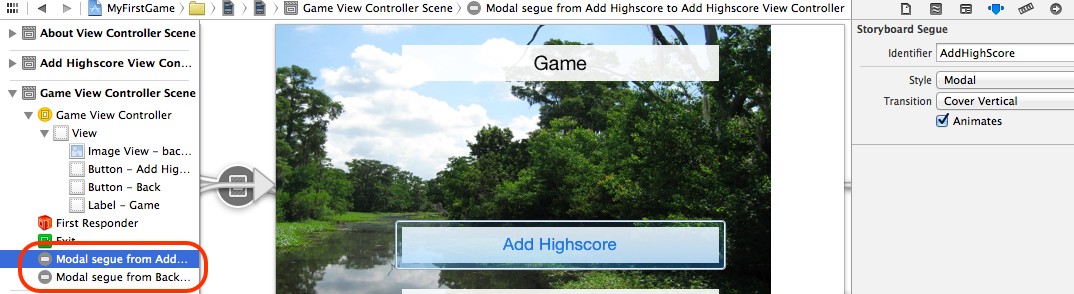 MyFirstGame Game View Controller Scene Modal segue from Add Highscore to Add Highscore View Controller
About View Controller Scene
Add Highscore View Con...
Game View Controller Scene
Game View Controller
View
Image View – bac...
Button – Add Hig...
Button – Back
Label – Game
First Responder
Exit
Modal segue from Add...
Modal segue from Back...
Game
Add Highscore
Storyboard Segue
Identifier AddHighScore
Style Modal
Transition Cover Vertical
Animates